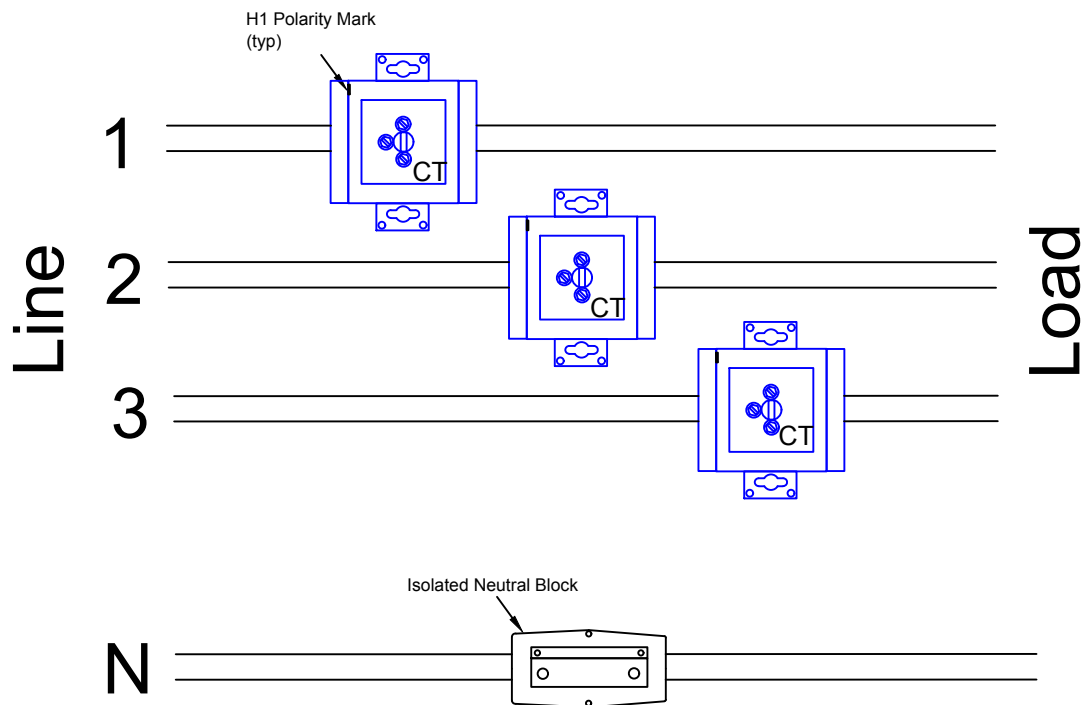 H1 Polarity Mark
(typ)
1
CT
Line
2
CT
Load
3
CT
Isolated Neutral Block
N